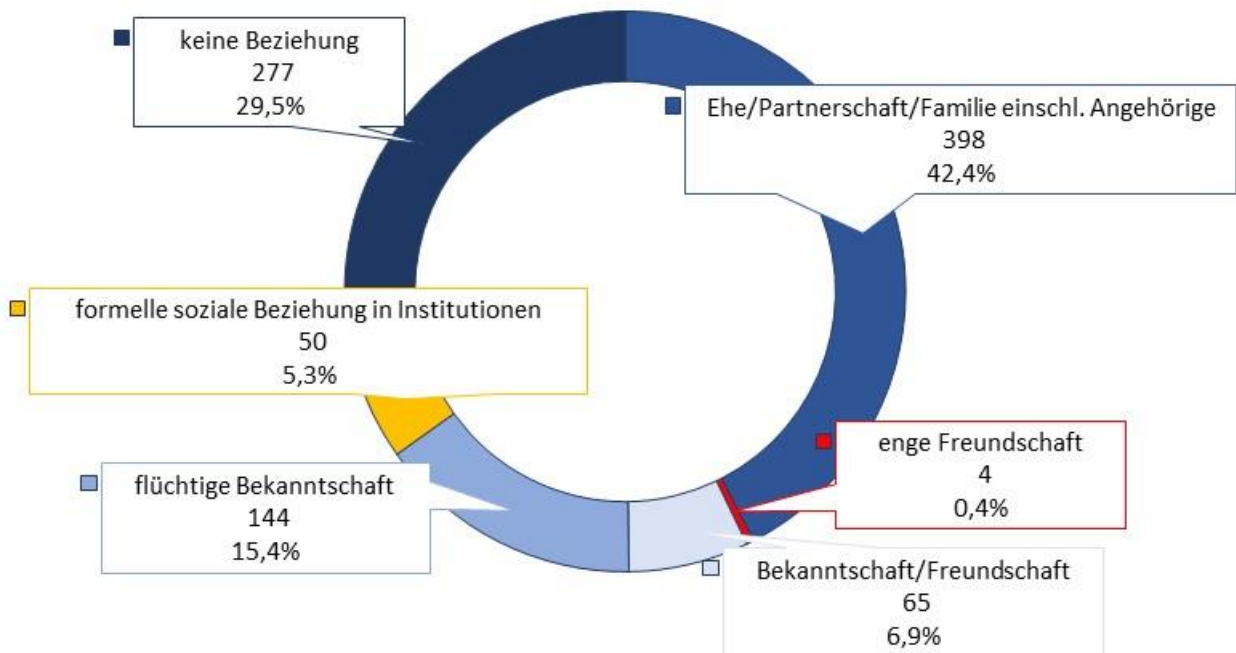 keine Beziehung
277
29,5%
Ehe/Partnerschaft/Familie einschl. Angehörige
398
42,4%
formelle soziale Beziehung in Institutionen
50
5,3%
enge Freundschaft
4
0,4%
flüchtige Bekanntschaft
144
15,4%
Bekanntschaft/Freundschaft
65
6,9%